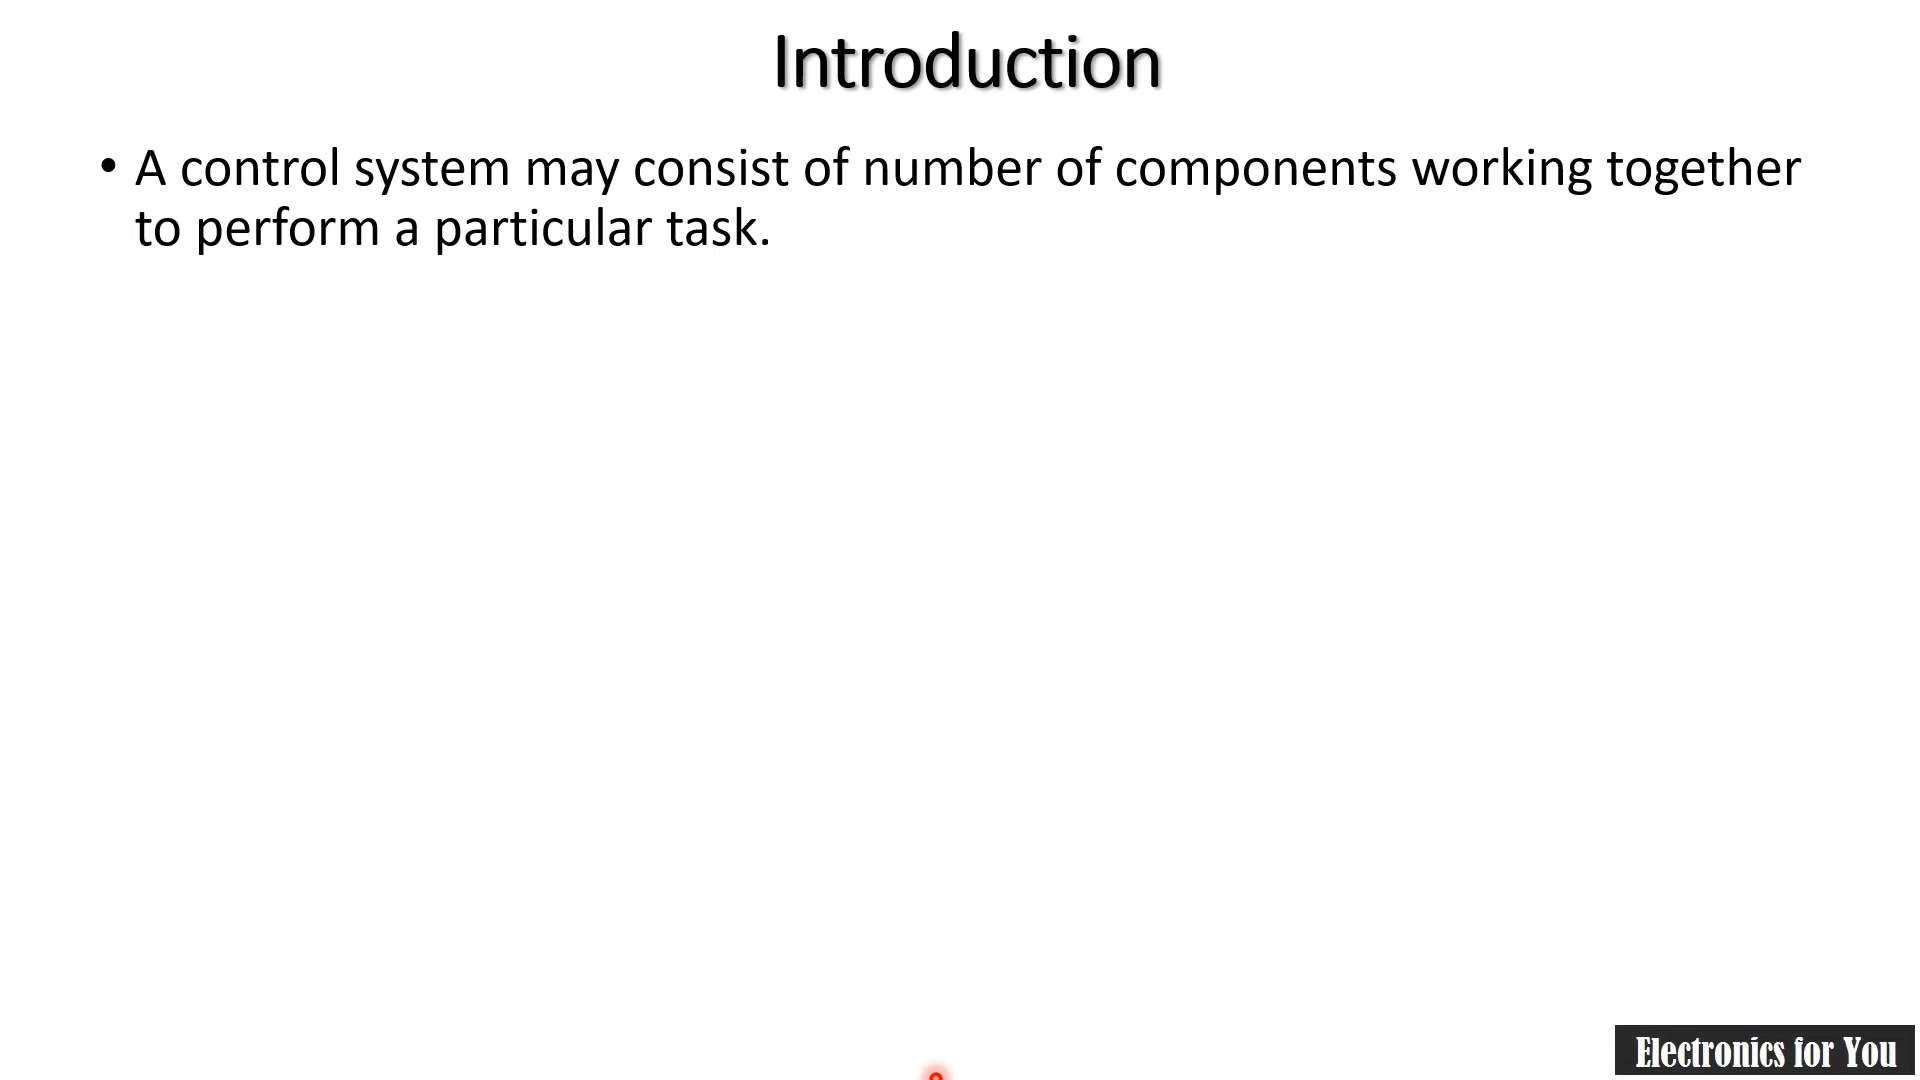 Introduction
• A control system may consist of number of components working together
to perform a particular task.
Electronics for You